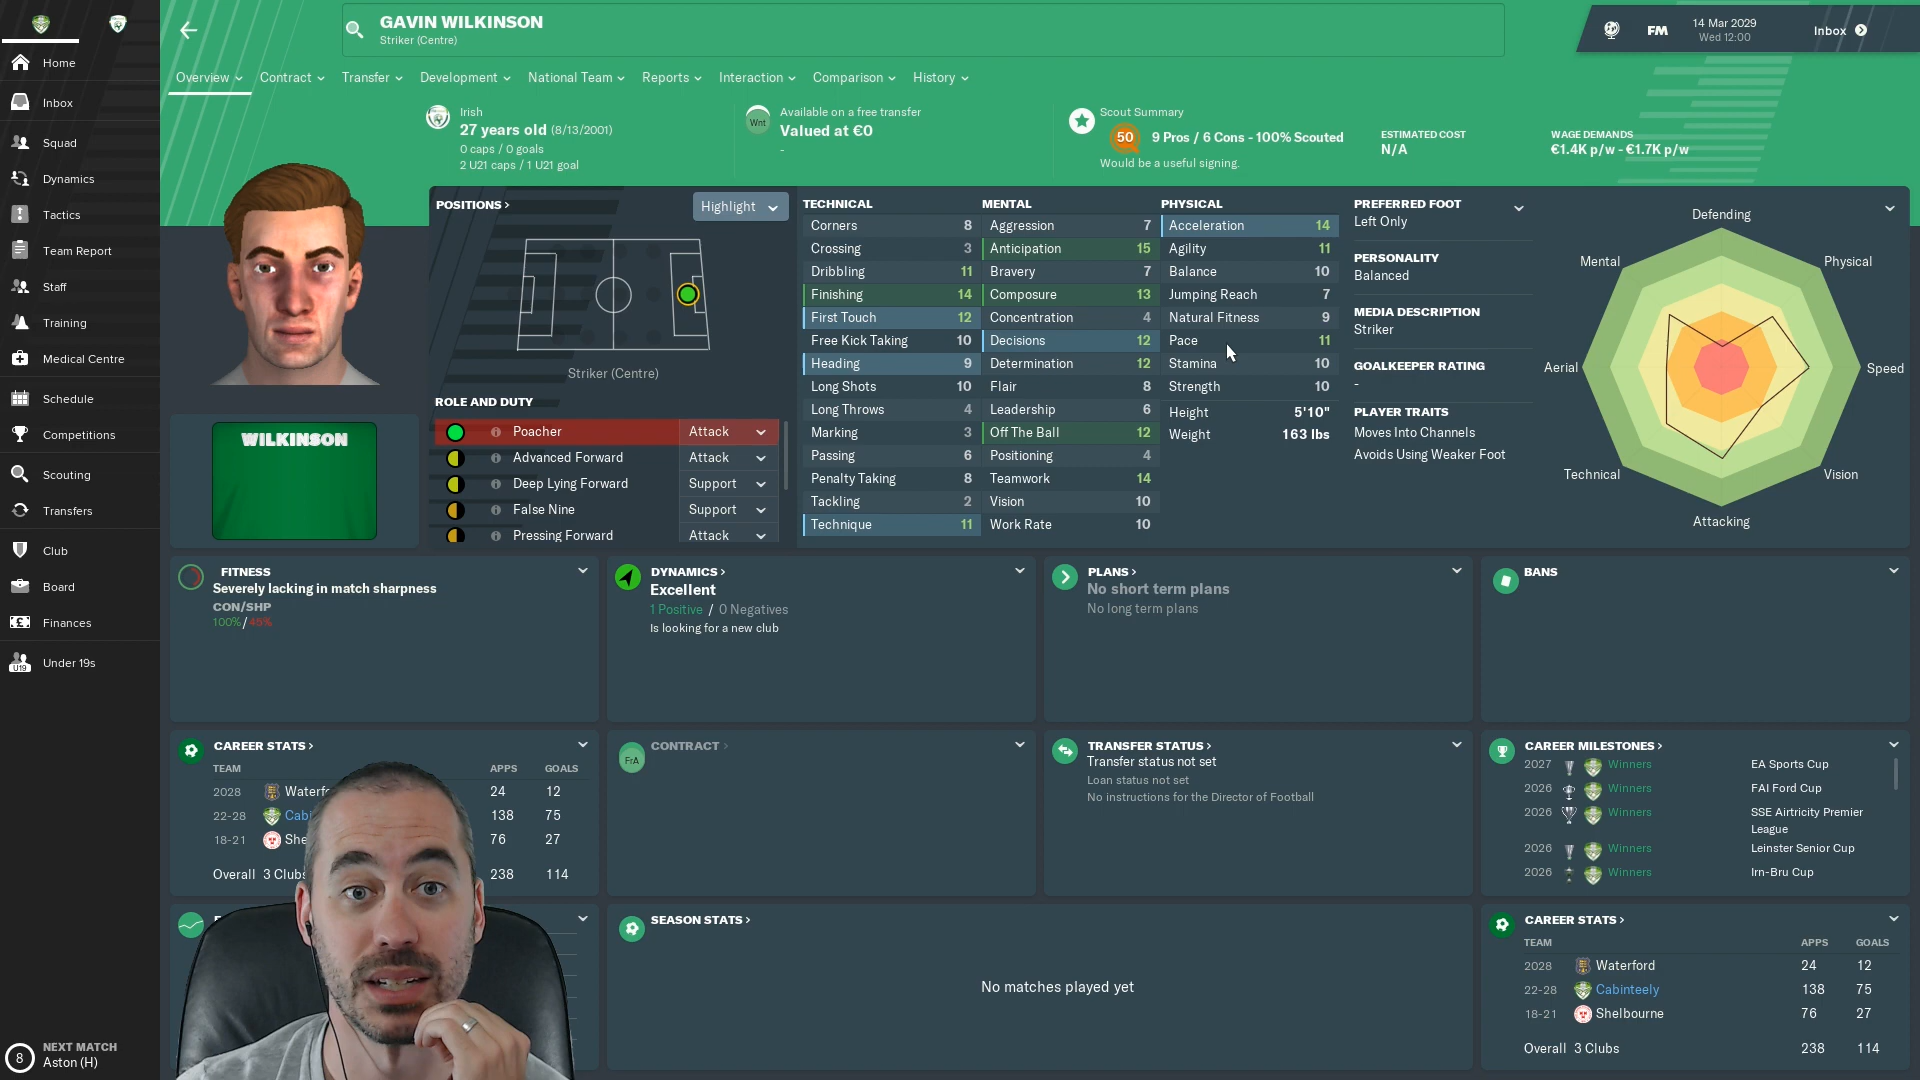 GAVIN WILKINSON
Striker (Centre)
14 Mar 2029
Wed 12:00
FM
Inbox
Home
Inbox
Squad
Dynamics
Tactics
Team Report
Staff
Training
Medical Centre
Schedule
Competitions
Scouting
Transfers
Club
Board
Finances
U19
Under 19s
8
NEXT MATCH
Aston (H)
Overview Contract Transfer Development National Team Reports Interaction Comparison History
Irish
27 years old (8/13/2001)
0 caps / 0 goals
2 U21 caps / 1 U21 goal
Wnt
Available on a free transfer
Valued at €0
-
Scout Summary
50 9 Pros / 6 Cons - 100% Scouted
Would be a useful signing.
ESTIMATED COST
N/A
WAGE DEMANDS
€1.4K p/w - €1.7K p/w
WILKINSON
POSITIONS >
Highlight
Striker (Centre)
ROLE AND DUTY
Poacher Attack
Advanced Forward Attack
Deep Lying Forward Support
False Nine Support
Pressing Forward Attack
TECHNICAL
Corners 8
Crossing 3
Dribbling 11
Finishing 14
First Touch 12
Free Kick Taking 10
Heading 9
Long Shots 10
Long Throws 4
Marking 3
Passing 6
Penalty Taking 8
Tackling 2
Technique 11
MENTAL
Aggression 7
Anticipation 15
Bravery 7
Composure 13
Concentration 4
Decisions 12
Determination 12
Flair 8
Leadership 6
Off The Ball 12
Positioning 4
Teamwork 14
Vision 10
Work Rate 10
PHYSICAL
Acceleration 14
Agility 11
Balance 10
Jumping Reach 7
Natural Fitness 9
Pace 11
Stamina 10
Strength 10
Height 5'10"
Weight 163 lbs
PREFERRED FOOT
Left Only
PERSONALITY
Balanced
MEDIA DESCRIPTION
Striker
GOALKEEPER RATING
-
PLAYER TRAITS
Moves Into Channels
Avoids Using Weaker Foot
Defending
Mental Physical
Aerial Speed
Technical Vision
Attacking
FITNESS
Severely lacking in match sharpness
CON/SHP
100%/45%
DYNAMICS >
Excellent
1 Positive / 0 Negatives
Is looking for a new club
PLANS >
No short term plans
No long term plans
BANS
CAREER STATS >
TEAM APPS GOALS
2028 Waterf 24 12
22-28 Cabi 138 75
18-21 She 76 27
Overall 3 Clubs 238 114
CONTRACT >
FrA
TRANSFER STATUS >
Transfer status not set
Loan status not set
No instructions for the Director of Football
CAREER MILESTONES >
2027 Winners EA Sports Cup
2026 Winners FAI Ford Cup
2026 Winners SSE Airtricity Premier
League
2026 Winners Leinster Senior Cup
2026 Winners Irn-Bru Cup
SEASON STATS >
No matches played yet
CAREER STATS >
TEAM APPS GOALS
2028 Waterford 24 12
22-28 Cabinteely 138 75
18-21 Shelbourne 76 27
Overall 3 Clubs 238 114